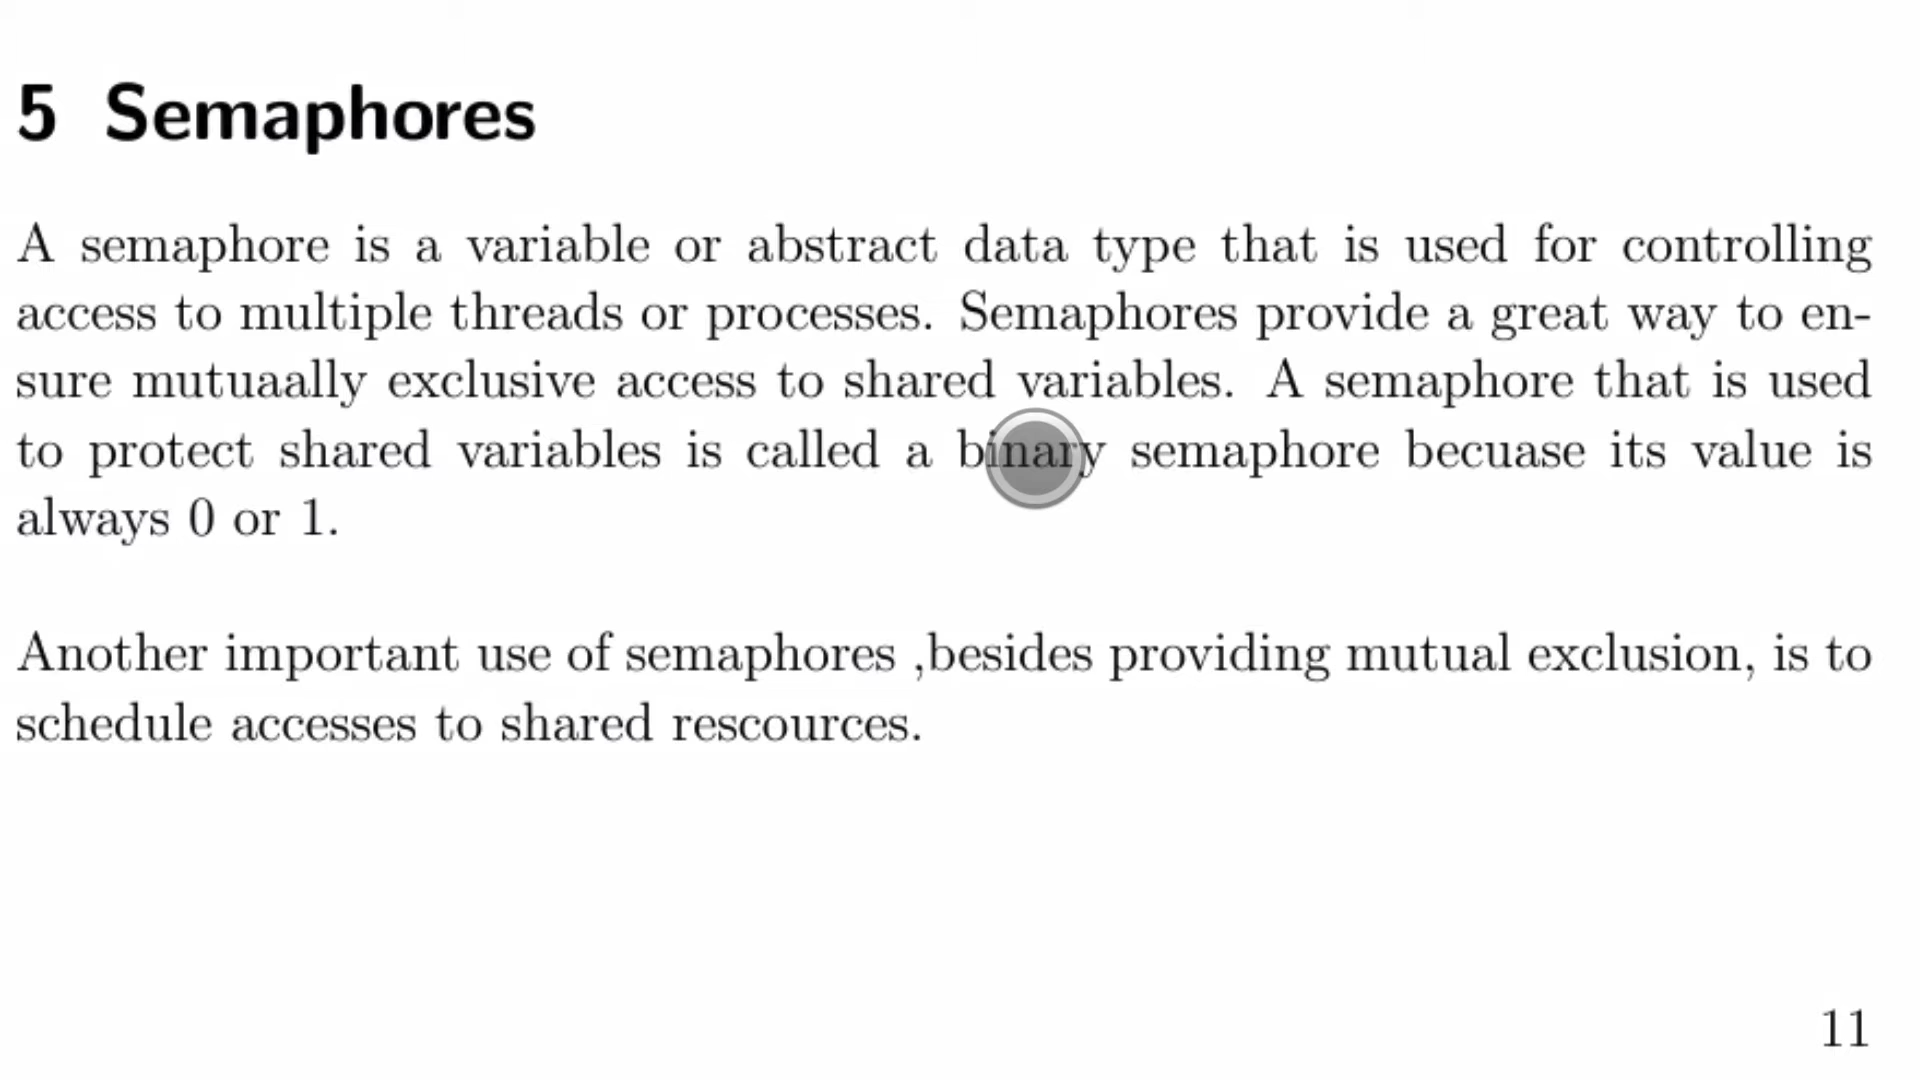 5 Semaphores
A semaphore is a variable or abstract data type that is used for controlling
access to multiple threads or processes. Semaphores provide a great way to en-
sure mutuaally exclusive access to shared variables. A semaphore that is used
to protect shared variables is called a binary semaphore becuase its value is
always 0 or 1.
Another important use of semaphores ,besides providing mutual exclusion, is to
schedule accesses to shared rescources.
11